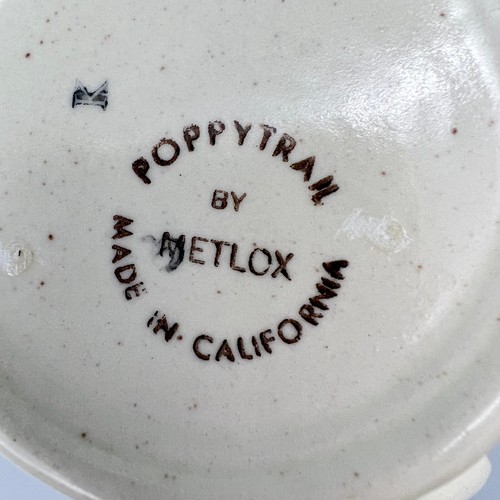 K
POPPYTRAIL
BY
METLOX
MADE IN CALIFORNIA